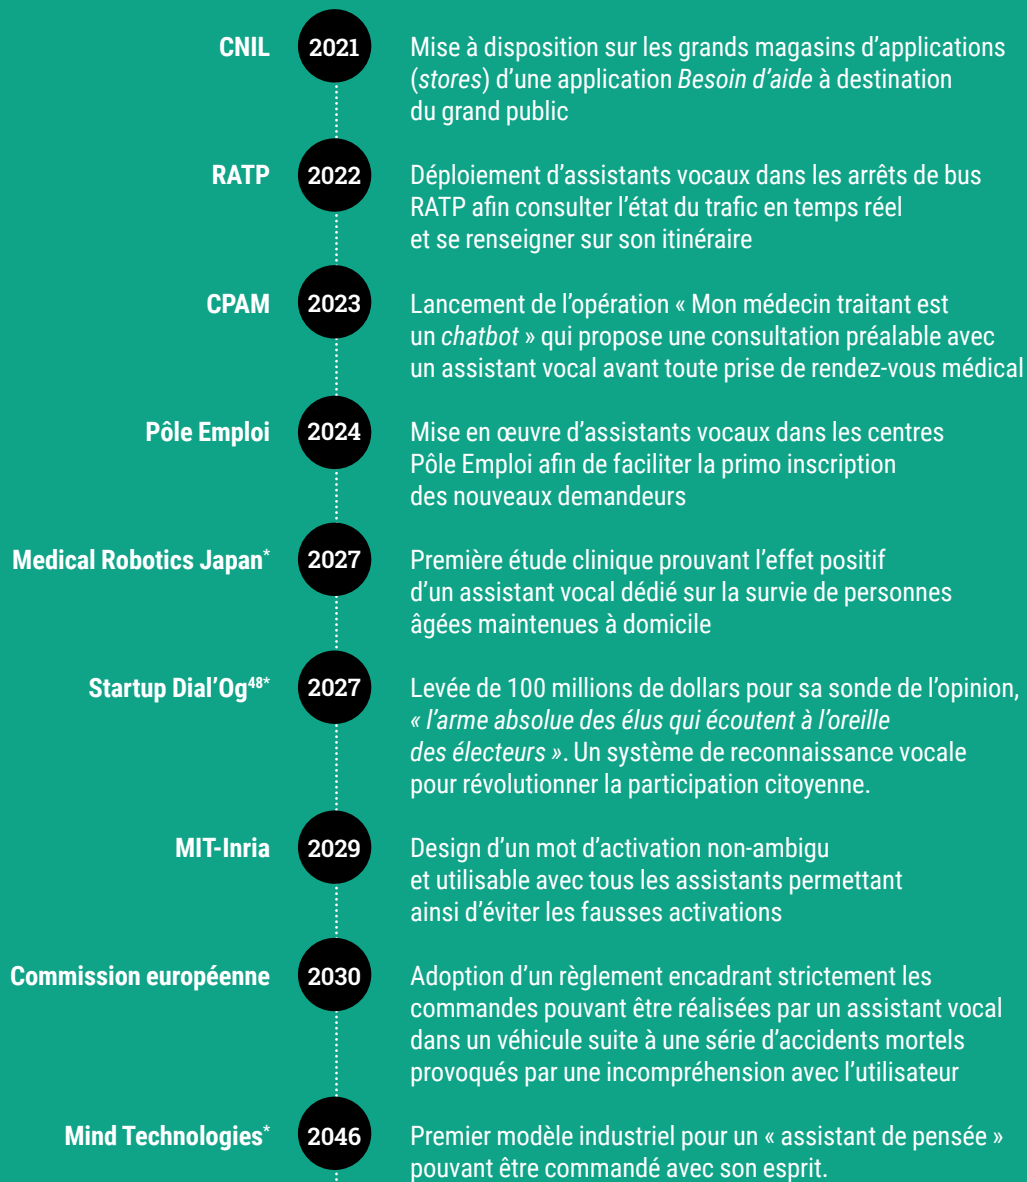 CNIL 2021 Mise à disposition sur les grands magasins d’applications
(stores) d’une application Besoin d’aide à destination
du grand public
RATP 2022 Déploiement d’assistants vocaux dans les arrêts de bus
RATP afin consulter l’état du trafic en temps réel
et se renseigner sur son itinéraire
CPAM 2023 Lancement de l’opération « Mon médecin traitant est
un chatbot » qui propose une consultation préalable avec
un assistant vocal avant toute prise de rendez-vous médical
Pôle Emploi 2024 Mise en œuvre d’assistants vocaux dans les centres
Pôle Emploi afin de faciliter la primo inscription
des nouveaux demandeurs
Medical Robotics Japan* 2027 Première étude clinique prouvant l’effet positif
d’un assistant vocal dédié sur la survie de personnes
âgées maintenues à domicile
Startup Dial’Og48* 2027 Levée de 100 millions de dollars pour sa sonde de l’opinion,
« l’arme absolue des élus qui écoutent à l’oreille
des électeurs ». Un système de reconnaissance vocale
pour révolutionner la participation citoyenne.
MIT-Inria 2029 Design d’un mot d’activation non-ambigu
et utilisable avec tous les assistants permettant
ainsi d’éviter les fausses activations
Commission européenne 2030 Adoption d’un règlement encadrant strictement les
commandes pouvant être réalisées par un assistant vocal
dans un véhicule suite à une série d’accidents mortels
provoqués par une incompréhension avec l’utilisateur
Mind Technologies* 2046 Premier modèle industriel pour un « assistant de pensée »
pouvant être commandé avec son esprit.